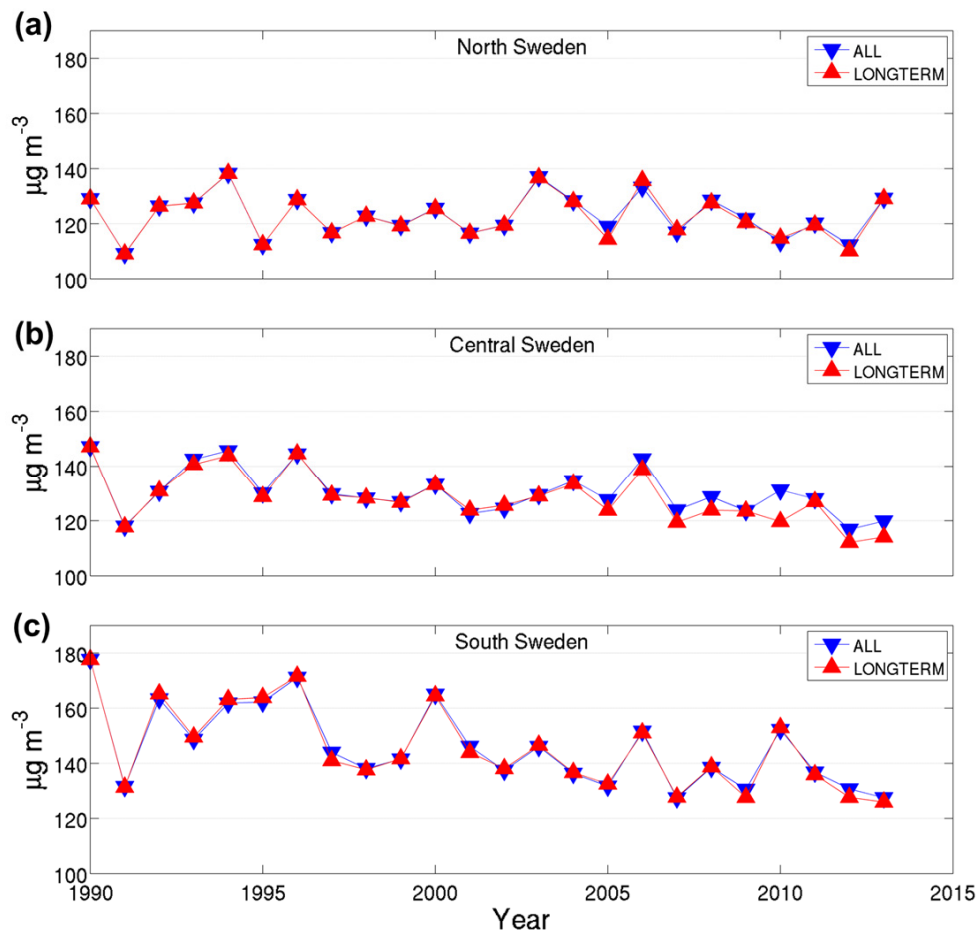 (a)
North Sweden
ALL
LONGTERM
180
160
140
120
100
µg m⁻³
(b)
Central Sweden
ALL
LONGTERM
180
160
140
120
100
µg m⁻³
(c)
South Sweden
ALL
LONGTERM
180
160
140
120
100
µg m⁻³
1990 1995 2000 2005 2010 2015
Year